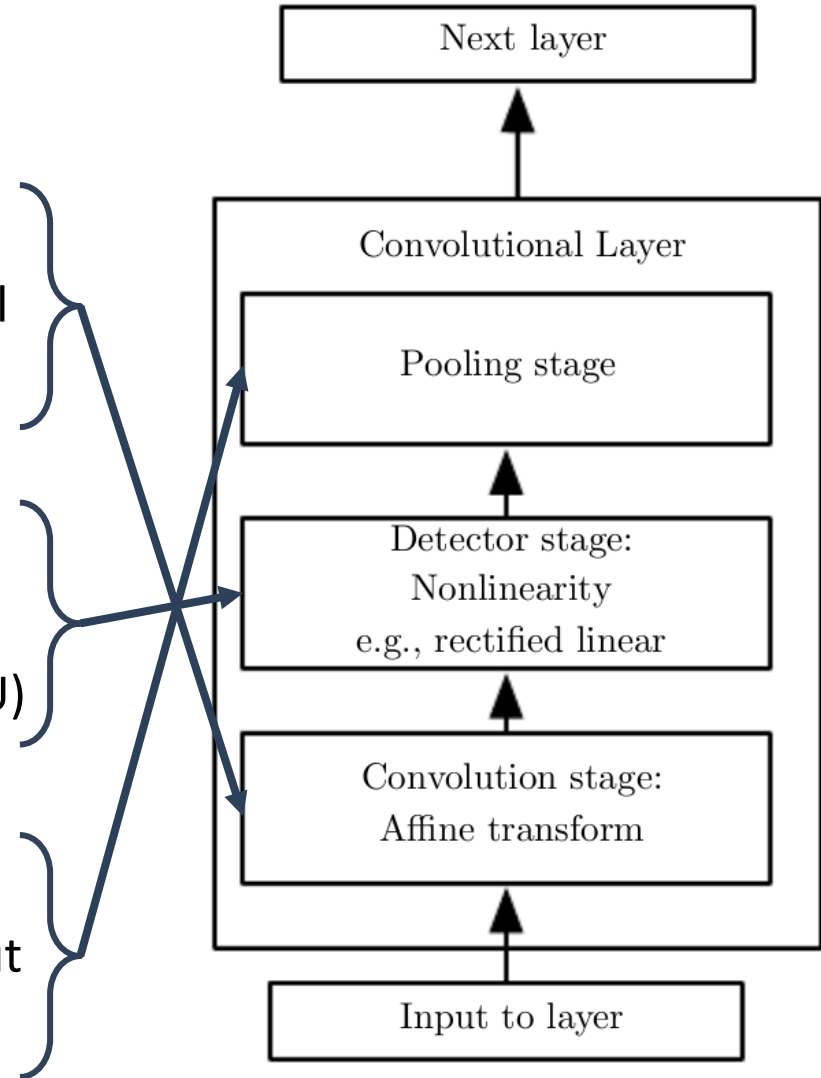 Next layer
Convolutional Layer
Pooling stage
Detector stage:
Nonlinearity
e.g., rectified linear
Convolution stage:
Affine transform
Input to layer